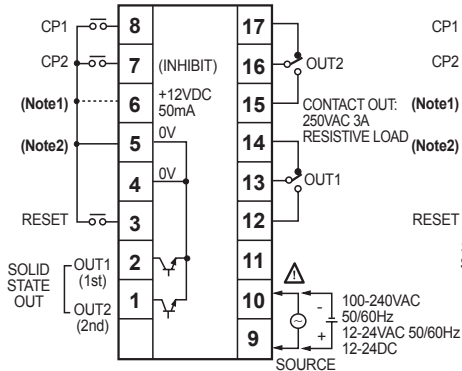 CP1 8
CP2 7 (INHIBIT)
(Note1) 6 +12VDC
50mA
(Note2) 5 0V
4 0V
RESET 3
SOLID
STATE
OUT
OUT1
(1st)
2
OUT2
(2nd)
1
17
16 OUT2
15 CONTACT OUT:
250VAC 3A
RESISTIVE LOAD
14
13 OUT1
12
11
10
9
100-240VAC
50/60Hz
12-24VAC 50/60Hz
12-24DC
- 
+
SOURCE
CP1
CP2
(Note1)
(Note2)
RESET